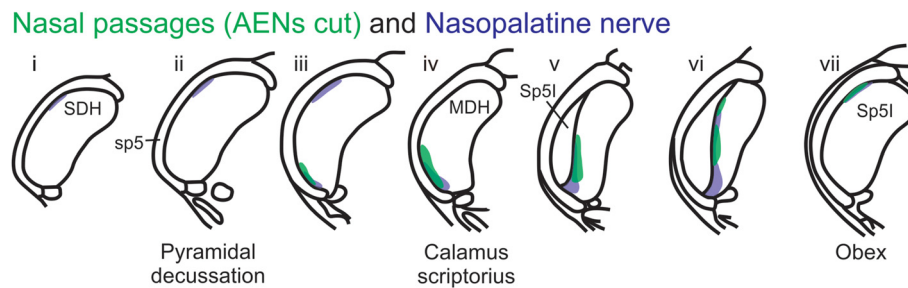 Nasal passages (AENs cut) and Nasopalatine nerve
i ii iii iv v vi vii
SDH
sp5
MDH
Sp5I
Sp5I
Pyramidal
decussation
Calamus
scriptorius
Obex